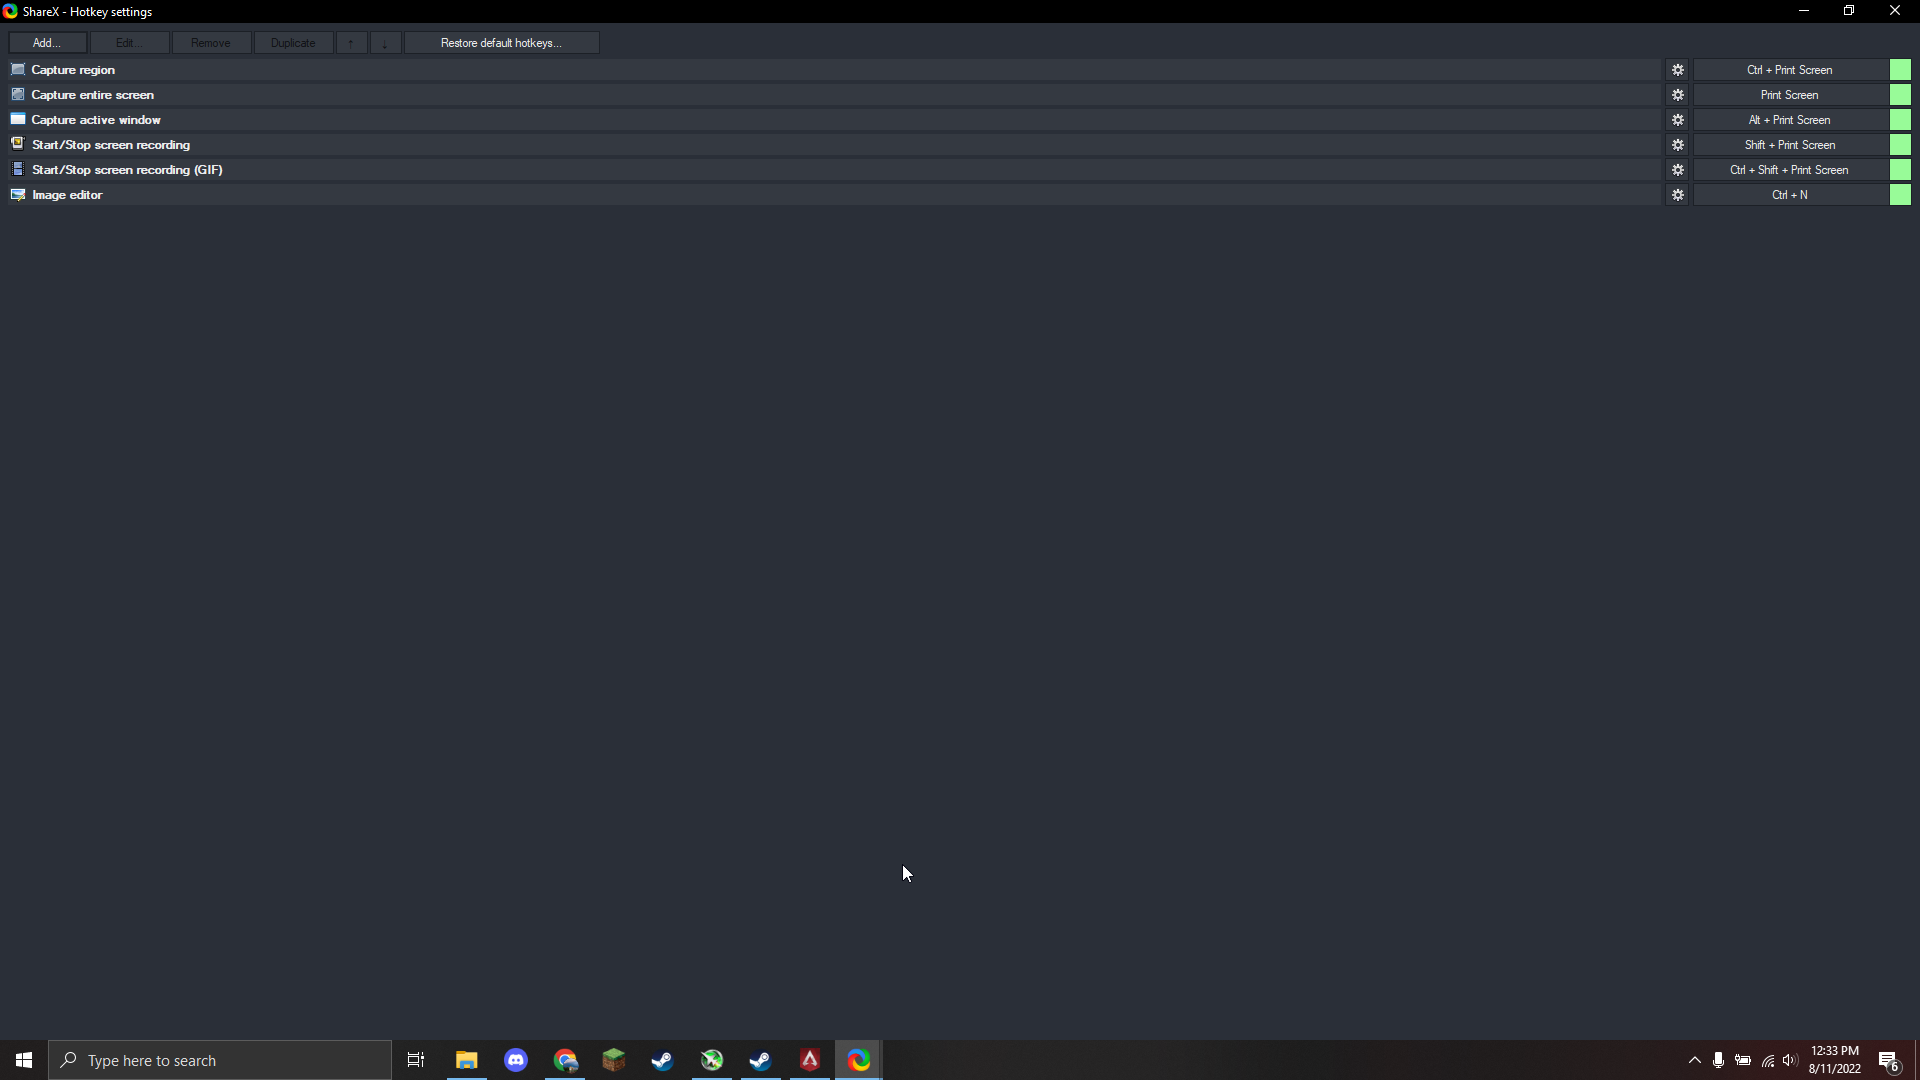 ShareX - Hotkey settings
Add... Edit... Remove Duplicate ↑ ↓ Restore default hotkeys...
Capture region Ctrl + Print Screen
Capture entire screen Print Screen
Capture active window Alt + Print Screen
Start/Stop screen recording Shift + Print Screen
Start/Stop screen recording (GIF) Ctrl + Shift + Print Screen
Image editor Ctrl + N
Type here to search
12:33 PM
8/11/2022
6